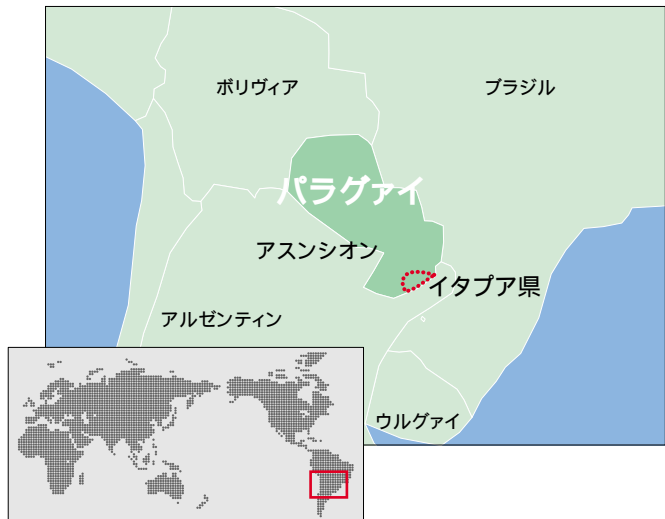 ボリヴィア
ブラジル
パラグァイ
アスンシオン
イタプア県
アルゼンティン
ウルグァイ